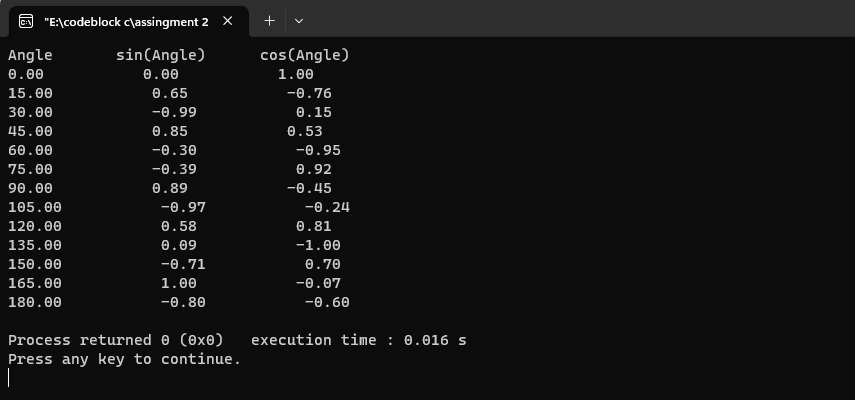 "E:\codeblock c\assingment 2
Angle       sin(Angle)      cos(Angle)
0.00           0.00           1.00
15.00           0.65           -0.76
30.00           -0.99           0.15
45.00           0.85           0.53
60.00           -0.30           -0.95
75.00           -0.39           0.92
90.00           0.89           -0.45
105.00           -0.97           -0.24
120.00           0.58           0.81
135.00           0.09           -1.00
150.00           -0.71           0.70
165.00           1.00           -0.07
180.00           -0.80           -0.60
Process returned 0 (0x0)   execution time : 0.016 s
Press any key to continue.